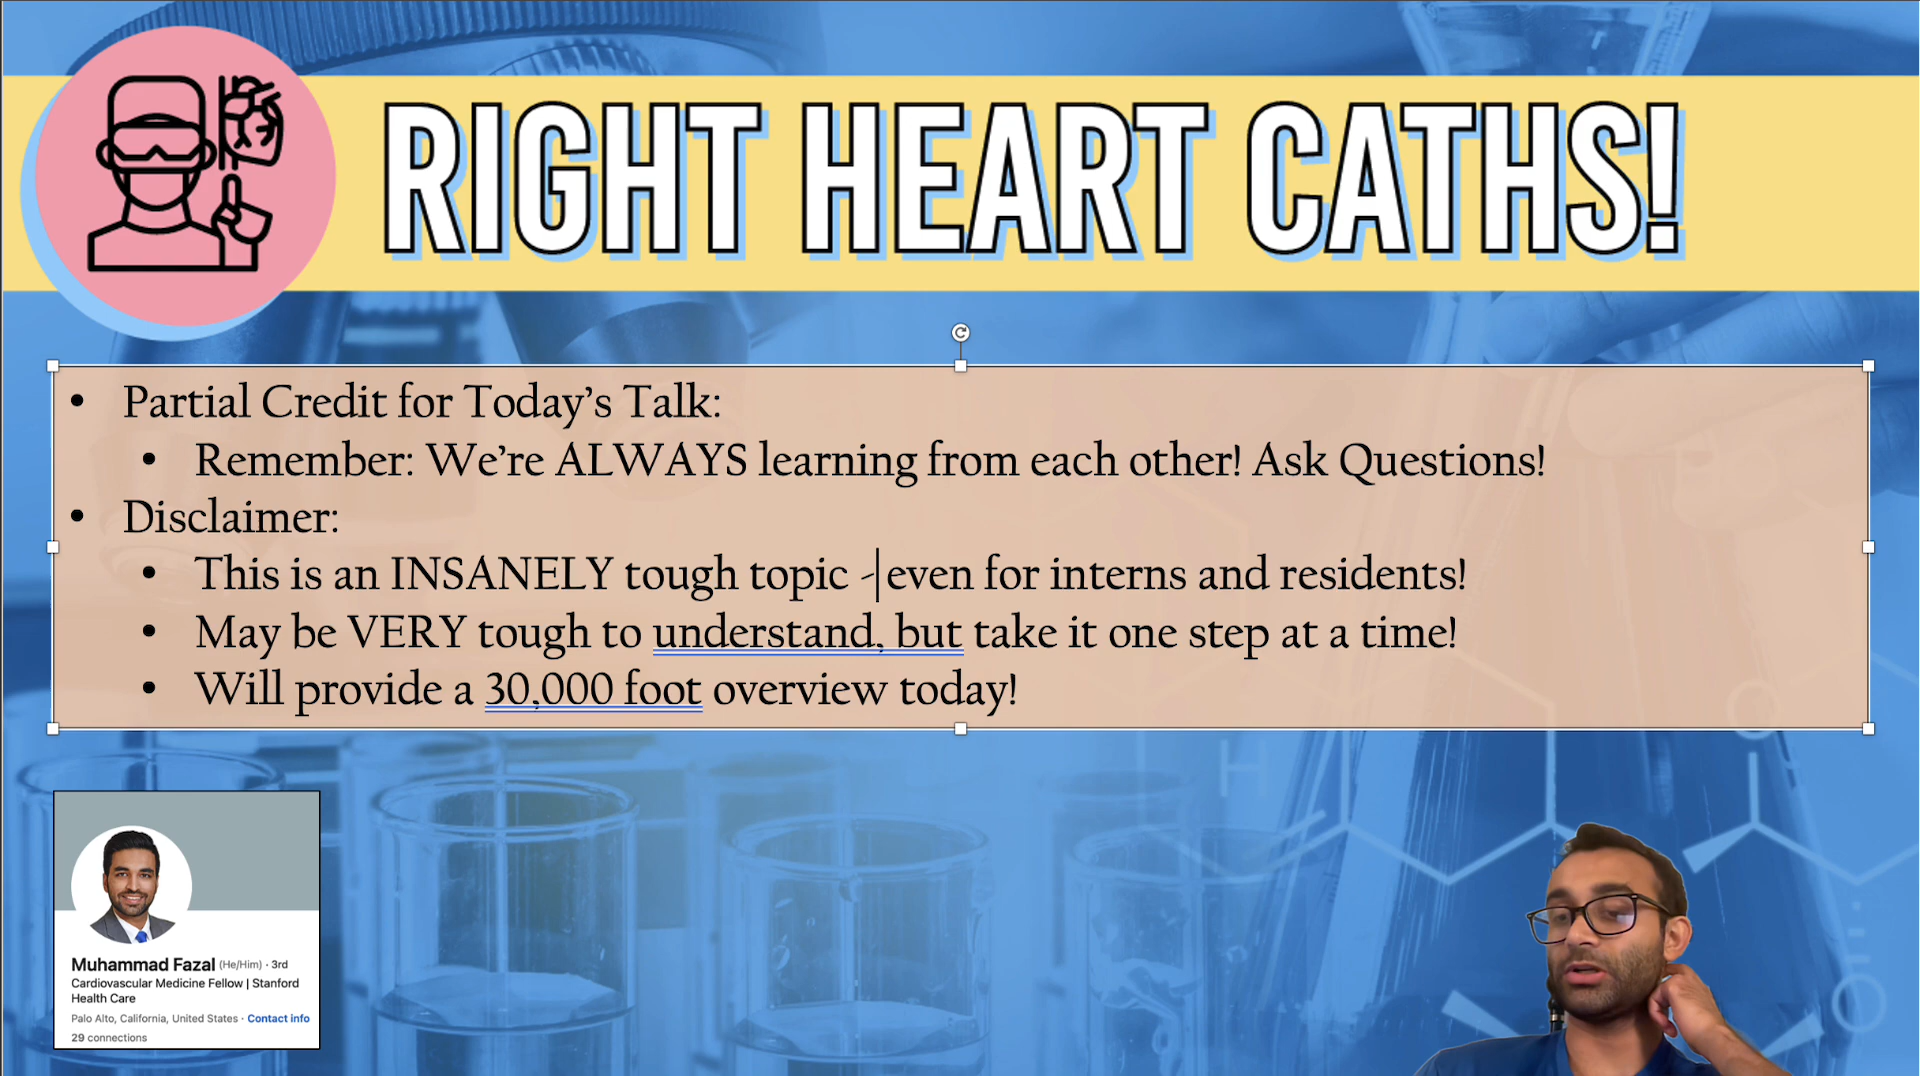 RIGHT HEART CATHS!
• Partial Credit for Today's Talk:
• Remember: We're ALWAYS learning from each other! Ask Questions!
• Disclaimer:
• This is an INSANELY tough topic - even for interns and residents!
• May be VERY tough to understand, but take it one step at a time!
• Will provide a 30,000 foot overview today!
Muhammad Fazal (He/Him) · 3rd
Cardiovascular Medicine Fellow | Stanford
Health Care
Palo Alto, California, United States · Contact info
29 connections
H
O
O